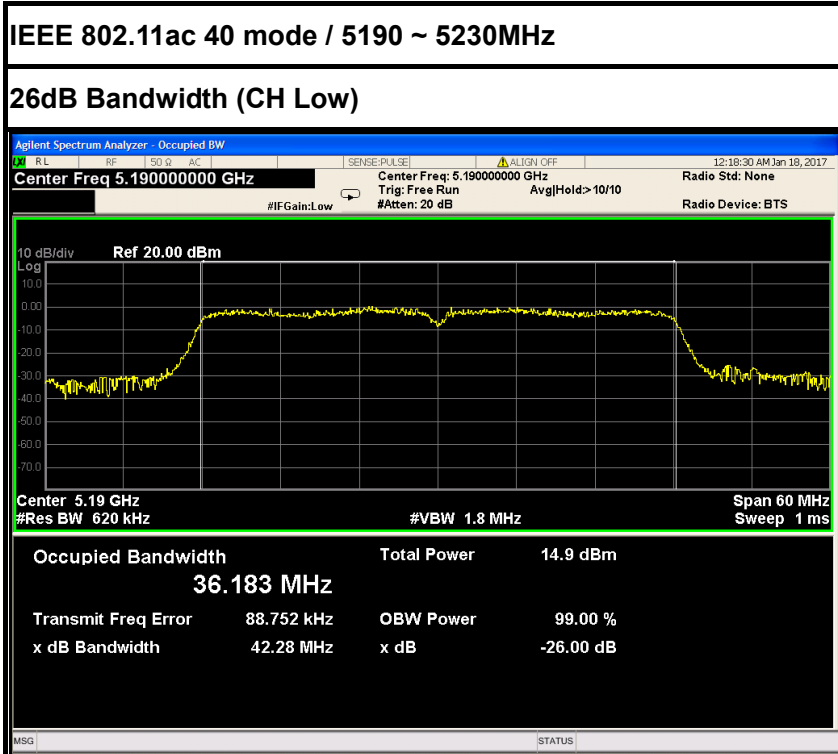 IEEE 802.11ac 40 mode / 5190 ~ 5230MHz
26dB Bandwidth (CH Low)
Agilent Spectrum Analyzer - Occupied BW
LXI RL RF 50 Ω AC SENSE:PULSE ALIGN OFF 12:18:30 AM Jan 18, 2017
Center Freq 5.190000000 GHz Center Freq: 5.190000000 GHz Radio Std: None
Trig: Free Run Avg|Hold:>10/10
#IFGain:Low #Atten: 20 dB Radio Device: BTS
10 dB/div Ref 20.00 dBm
Log
10.0
0.00
-10.0
-20.0
-30.0
-40.0
-50.0
-60.0
-70.0
Center 5.19 GHz Span 60 MHz
#Res BW 620 kHz #VBW 1.8 MHz Sweep 1 ms
Occupied Bandwidth Total Power 14.9 dBm
36.183 MHz
Transmit Freq Error 88.752 kHz OBW Power 99.00 %
x dB Bandwidth 42.28 MHz x dB -26.00 dB
MSG STATUS